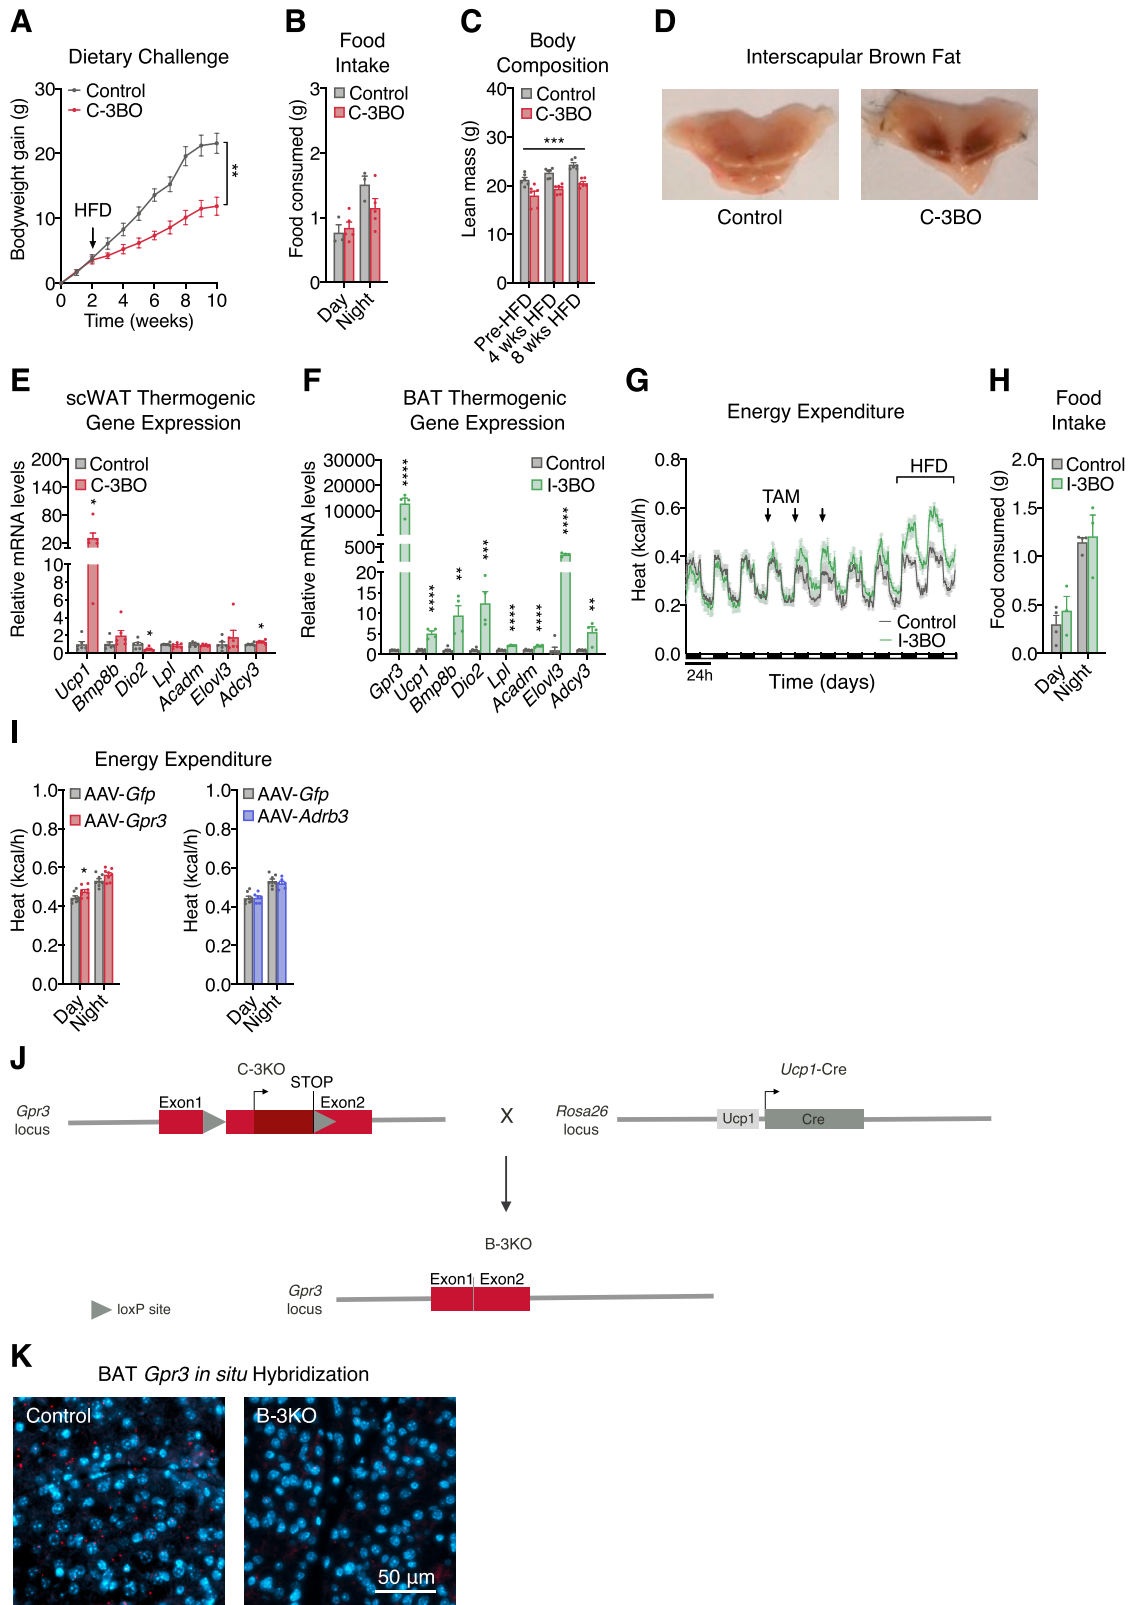 A
Dietary Challenge
Bodyweight gain (g)
30
20
10
0
Control
C-3BO
HFD
**
0 2 4 6 8 10
Time (weeks)
B
Food
Intake
Food consumed (g)
3
2
1
0
Control
C-3BO
Day
Night
C
Body
Composition
Lean mass (g)
40
30
20
10
0
Control
C-3BO
***
Pre-HFD
4 wks HFD
8 wks HFD
D
Interscapular Brown Fat
Control
C-3BO
E
scWAT Thermogenic
Gene Expression
Relative mRNA levels
200
140
80
20
10
8
6
4
2
0
Control
C-3BO
*
*
*
Ucp1
Bmp8b
Dio2
Lpl
Acadm
Elovl3
Adcy3
F
BAT Thermogenic
Gene Expression
Relative mRNA levels
30000
20000
10000
500
20
15
10
5
0
Control
I-3BO
****
****
**
***
****
****
****
**
Gpr3
Ucp1
Bmp8b
Dio2
Lpl
Acadm
Elovl3
Adcy3
G
Energy Expenditure
Heat (kcal/h)
0.8
0.6
0.4
0.2
0.0
TAM
HFD
Control
I-3BO
24h
Time (days)
H
Food
Intake
Food consumed (g)
2.0
1.5
1.0
0.5
0.0
Control
I-3BO
Day
Night
I
Energy Expenditure
Heat (kcal/h)
1.0
0.8
0.6
0.4
0.2
0.0
AAV-Gfp
AAV-Gpr3
*
Day
Night
Heat (kcal/h)
1.0
0.8
0.6
0.4
0.2
0.0
AAV-Gfp
AAV-Adrb3
Day
Night
J
C-3KO
STOP
Exon1
Exon2
Gpr3
locus
X
Ucp1-Cre
Rosa26
locus
Ucp1
Cre
B-3KO
Exon1 Exon2
Gpr3
locus
loxP site
K
BAT Gpr3 in situ Hybridization
Control
B-3KO
50 µm